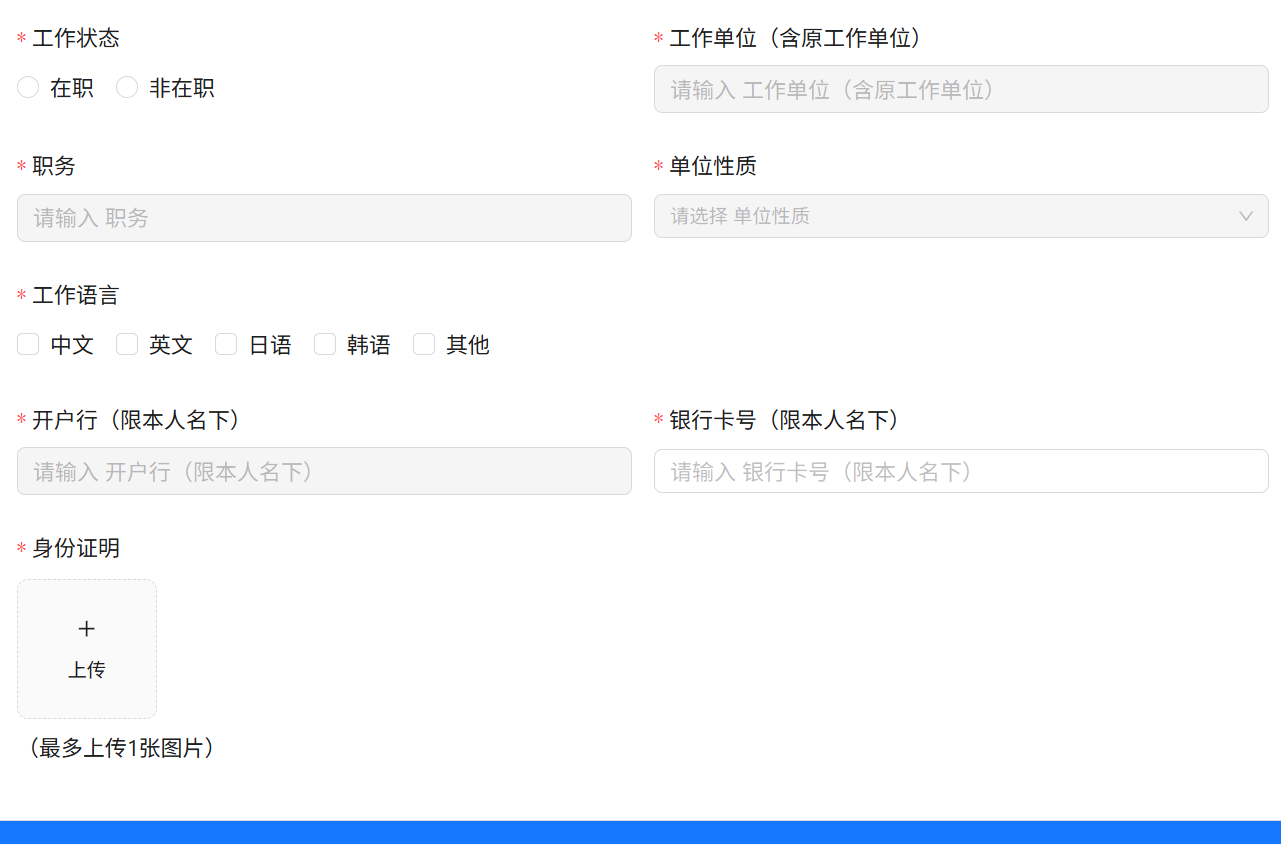 * 工作状态
* 工作单位（含原工作单位）
在职 非在职
请输入 工作单位（含原工作单位）
* 职务
* 单位性质
请输入 职务
请选择 单位性质
* 工作语言
中文 英文 日语 韩语 其他
* 开户行（限本人名下）
* 银行卡号（限本人名下）
请输入 开户行（限本人名下）
请输入 银行卡号（限本人名下）
* 身份证明
+
上传
（最多上传1张图片）